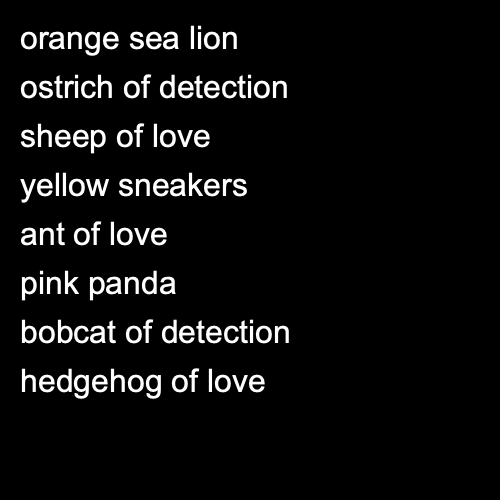 orange sea lion
ostrich of detection
sheep of love
yellow sneakers
ant of love
pink panda
bobcat of detection
hedgehog of love